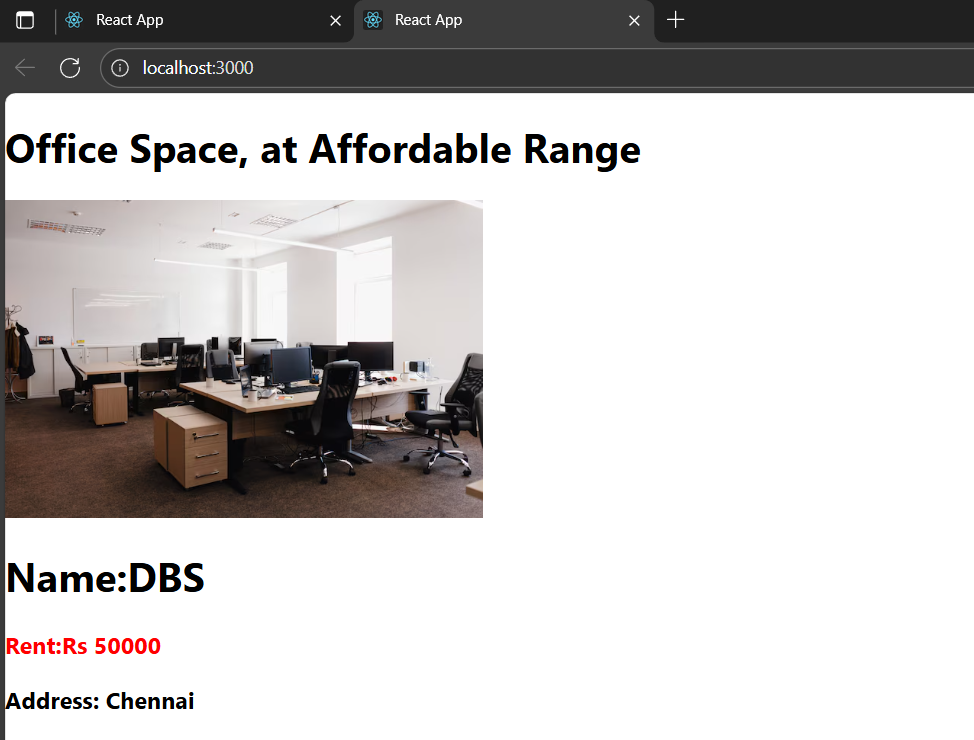 React App
React App
localhost:3000
Office Space, at Affordable Range
Name:DBS
Rent:Rs 50000
Address: Chennai